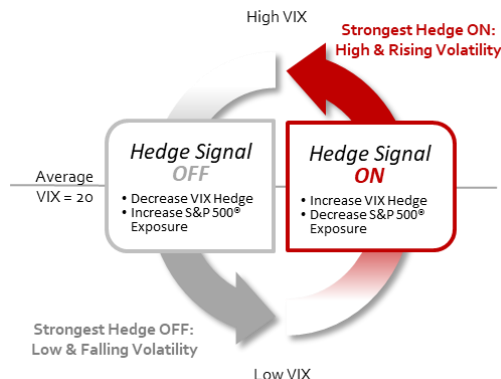 High VIX
Strongest Hedge ON:
High & Rising Volatility
Hedge Signal
OFF
• Decrease VIX Hedge
• Increase S&P 500®
Exposure
Hedge Signal
ON
• Increase VIX Hedge
• Decrease S&P 500®
Exposure
Average
VIX = 20
Strongest Hedge OFF:
Low & Falling Volatility
Low VIX